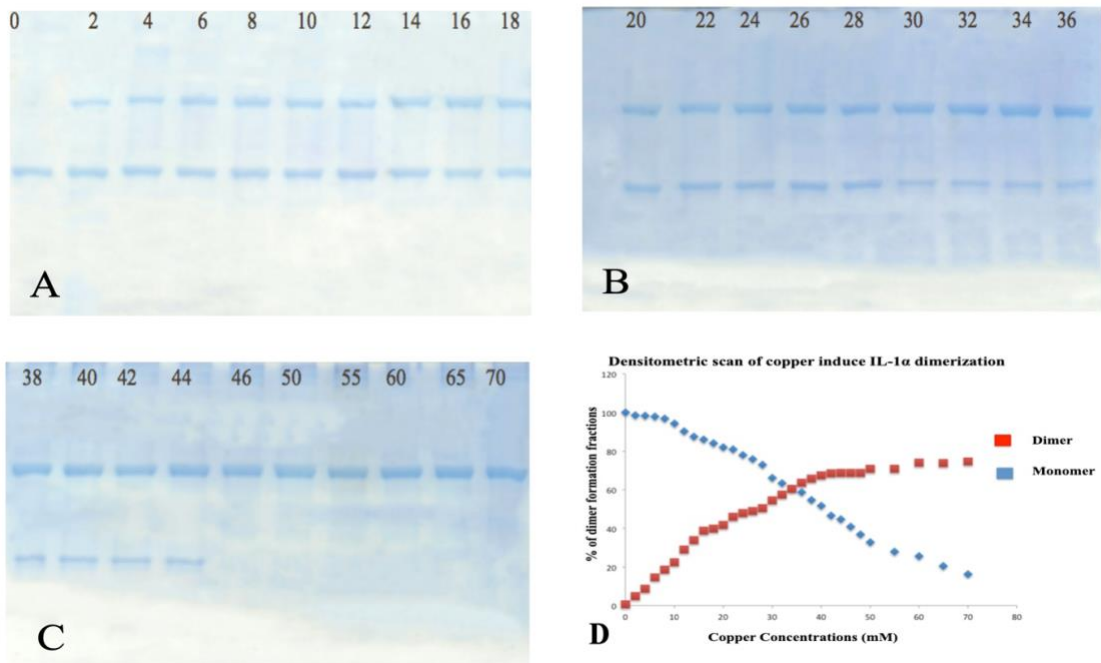 0 2 4 6 8 10 12 14 16 18
A
20 22 24 26 28 30 32 34 36
B
38 40 42 44 46 50 55 60 65 70
C
Densitometric scan of copper induce IL-1α dimerization
% of dimer formation fractions
120
100
80
60
40
20
0
0 10 20 30 40 50 60 70 80
Copper Concentrations (mM)
Dimer
Monomer
D